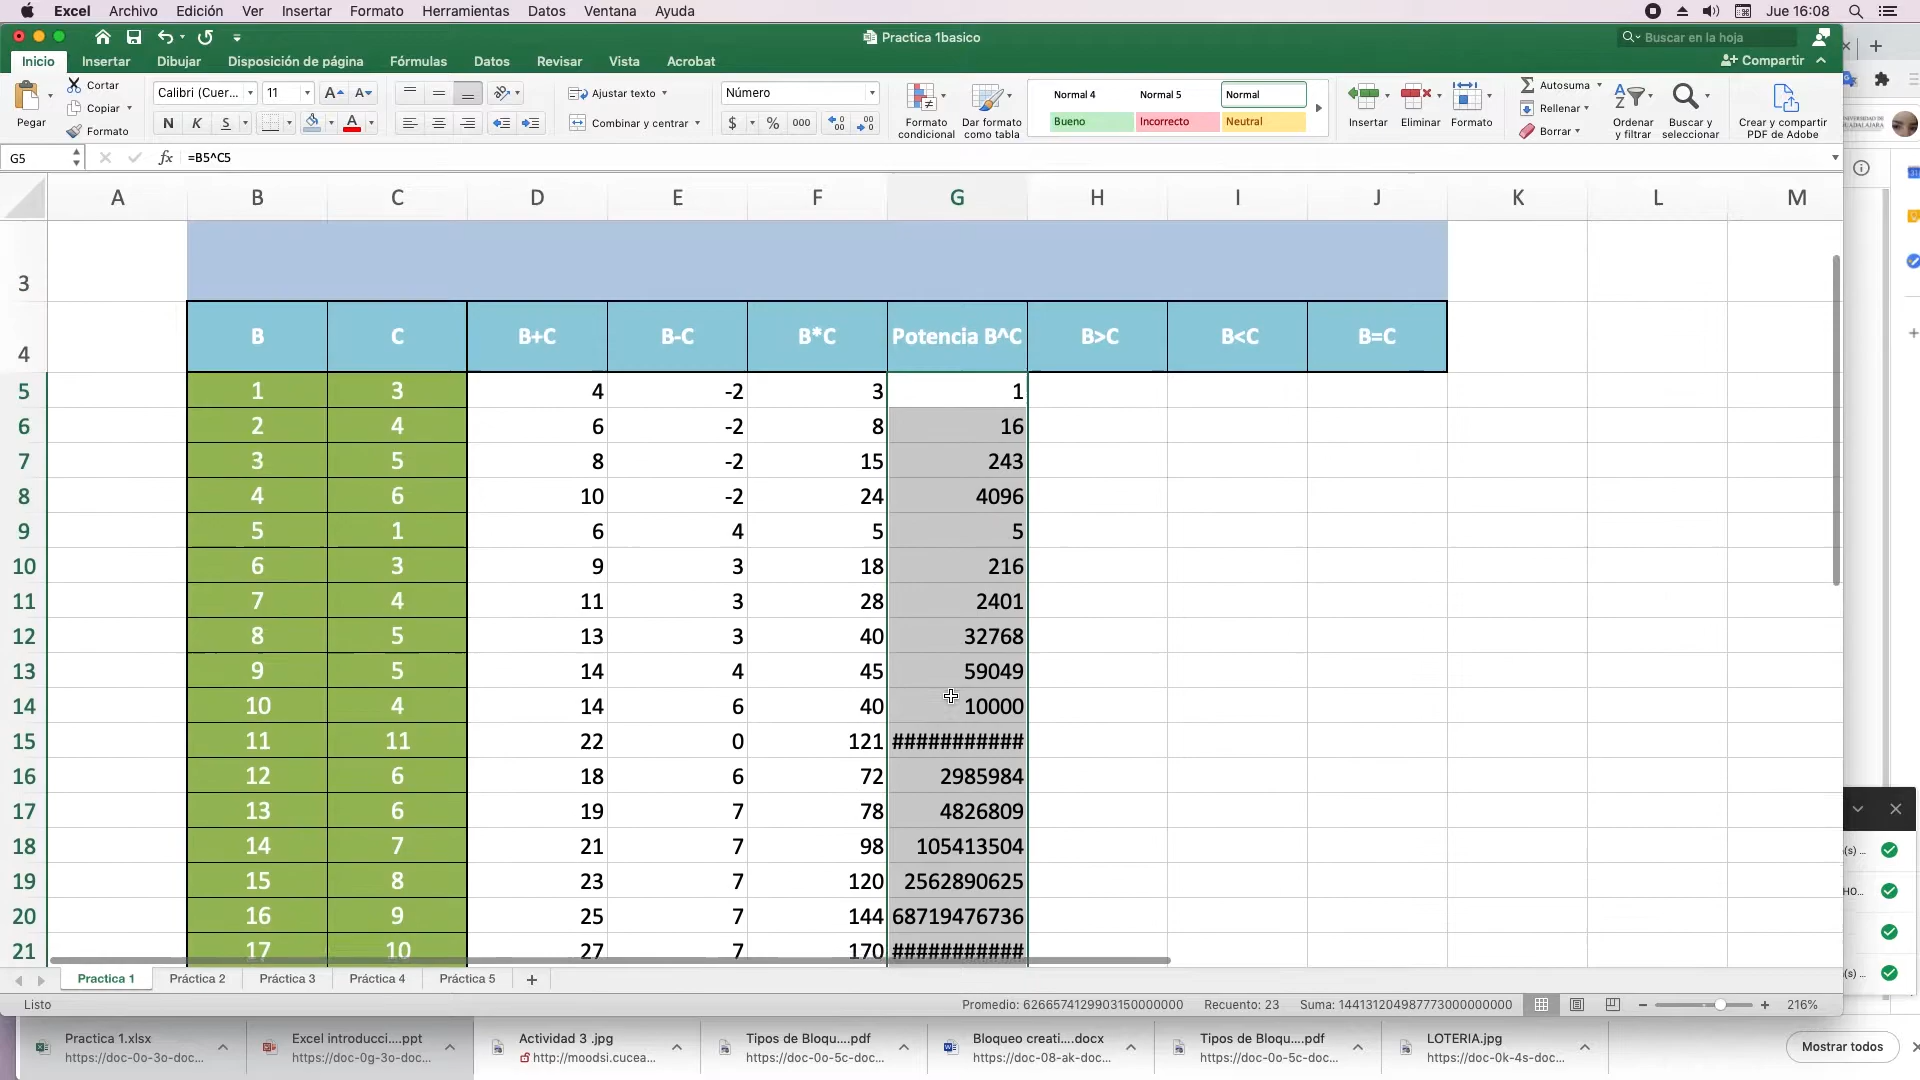 Excel Archivo Edición Ver Insertar Formato Herramientas Datos Ventana Ayuda Jue 16:08
Practica 1basico Buscar en la hoja
Inicio Insertar Dibujar Disposición de página Fórmulas Datos Revisar Vista Acrobat Compartir
Pegar Cortar Copiar Formato
Calibri (Cuer... 11 A A
N K S A
Ajustar texto
Combinar y centrar
Número
$ % 000
Formato condicional
Dar formato como tabla
Normal 4 Normal 5 Normal
Bueno Incorrecto Neutral
Insertar Eliminar Formato
Autosuma
Rellenar
Borrar
Ordenar y filtrar
Buscar y seleccionar
Crear y compartir PDF de Adobe
G5 fx =B5^C5
A B C D E F G H I J K L M
3
4 B C B+C B-C B*C Potencia B^C B>C B<C B=C
5 1 3 4 -2 3 1
6 2 4 6 -2 8 16
7 3 5 8 -2 15 243
8 4 6 10 -2 24 4096
9 5 1 6 4 5 5
10 6 3 9 3 18 216
11 7 4 11 3 28 2401
12 8 5 13 3 40 32768
13 9 5 14 4 45 59049
14 10 4 14 6 40 10000
15 11 11 22 0 121 ###########
16 12 6 18 6 72 2985984
17 13 6 19 7 78 4826809
18 14 7 21 7 98 105413504
19 15 8 23 7 120 2562890625
20 16 9 25 7 144 68719476736
21 17 10 27 7 170 ###########
Practica 1 Práctica 2 Práctica 3 Práctica 4 Práctica 5
Listo Promedio: 6266574129903150000000 Recuento: 23 Suma: 144131204987773000000000 216%
Practica 1.xlsx Excel introducci....ppt Actividad 3 .jpg Tipos de Bloqu....pdf Bloqueo creati....docx Tipos de Bloqu....pdf LOTERIA.jpg Mostrar todos
https://doc-0o-3o-doc... https://doc-0g-3o-doc... http://moodsi.cucea... https://doc-0o-5c-doc... https://doc-08-ak-doc... https://doc-0o-5c-doc... https://doc-0k-4s-doc...